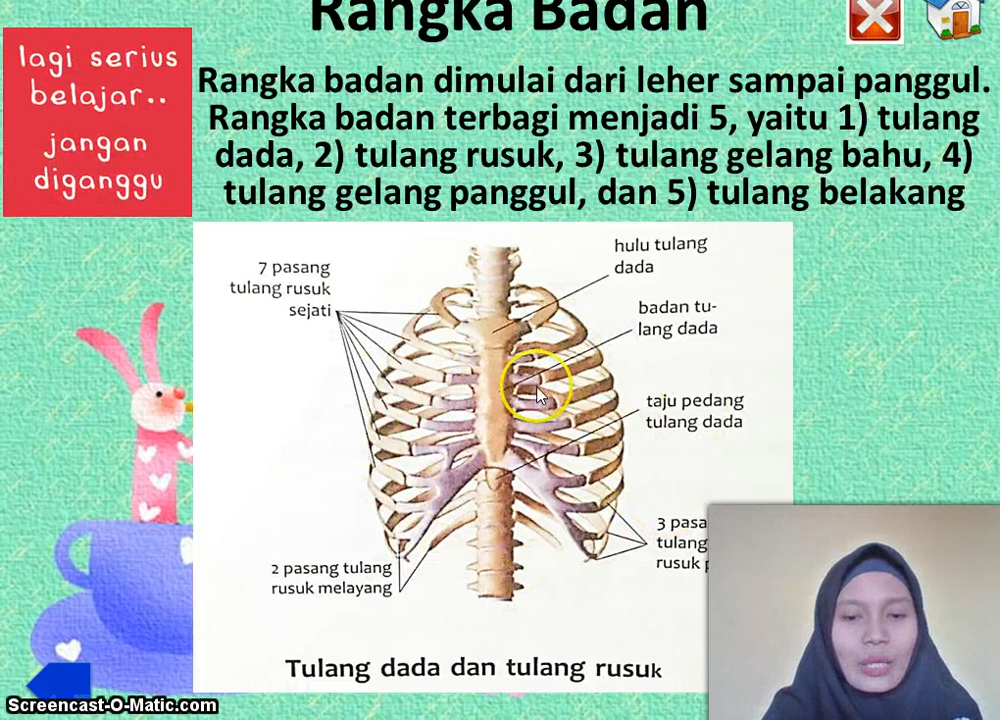 Rangka Badan
lagi serius
belajar..
jangan
diganggu
Rangka badan dimulai dari leher sampai panggul.
Rangka badan terbagi menjadi 5, yaitu 1) tulang
dada, 2) tulang rusuk, 3) tulang gelang bahu, 4)
tulang gelang panggul, dan 5) tulang belakang
hulu tulang
dada
7 pasang
tulang rusuk
sejati
badan tu-
lang dada
taju pedang
tulang dada
3 pasa
tulang
rusuk
2 pasang tulang
rusuk melayang
Tulang dada dan tulang rusuk
Screencast-O-Matic.com